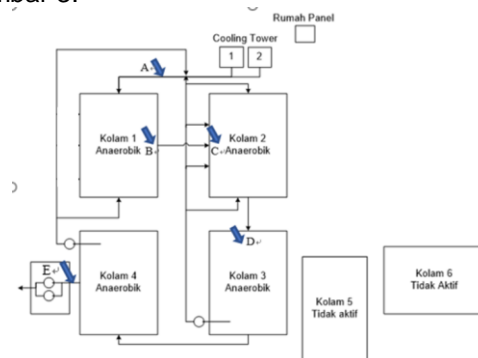 Rumah Panel
Cooling Tower
1
2
A
Kolam 1
Anaerobik
B
C
Kolam 2
Anaerobik
D
E
Kolam 4
Anaerobik
Kolam 3
Anaerobik
Kolam 5
Tidak aktif
Kolam 6
Tidak Aktif